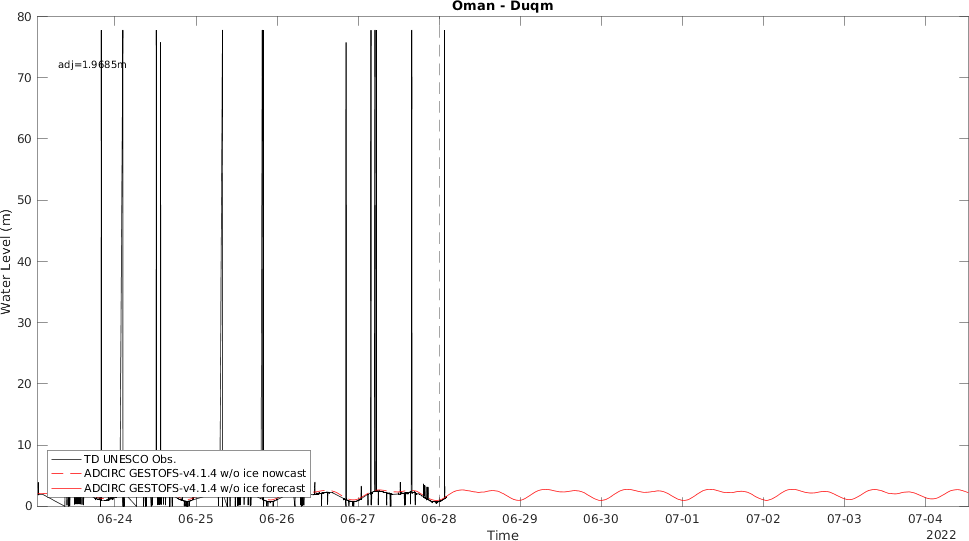 Oman - Duqm
80
70
60
50
40
30
20
10
0
Water Level (m)
adj=1.9685m
TD UNESCO Obs.
ADCIRC GESTOFS-v4.1.4 w/o ice nowcast
ADCIRC GESTOFS-v4.1.4 w/o ice forecast
06-24 06-25 06-26 06-27 06-28 06-29 06-30 07-01 07-02 07-03 07-04
2022
Time